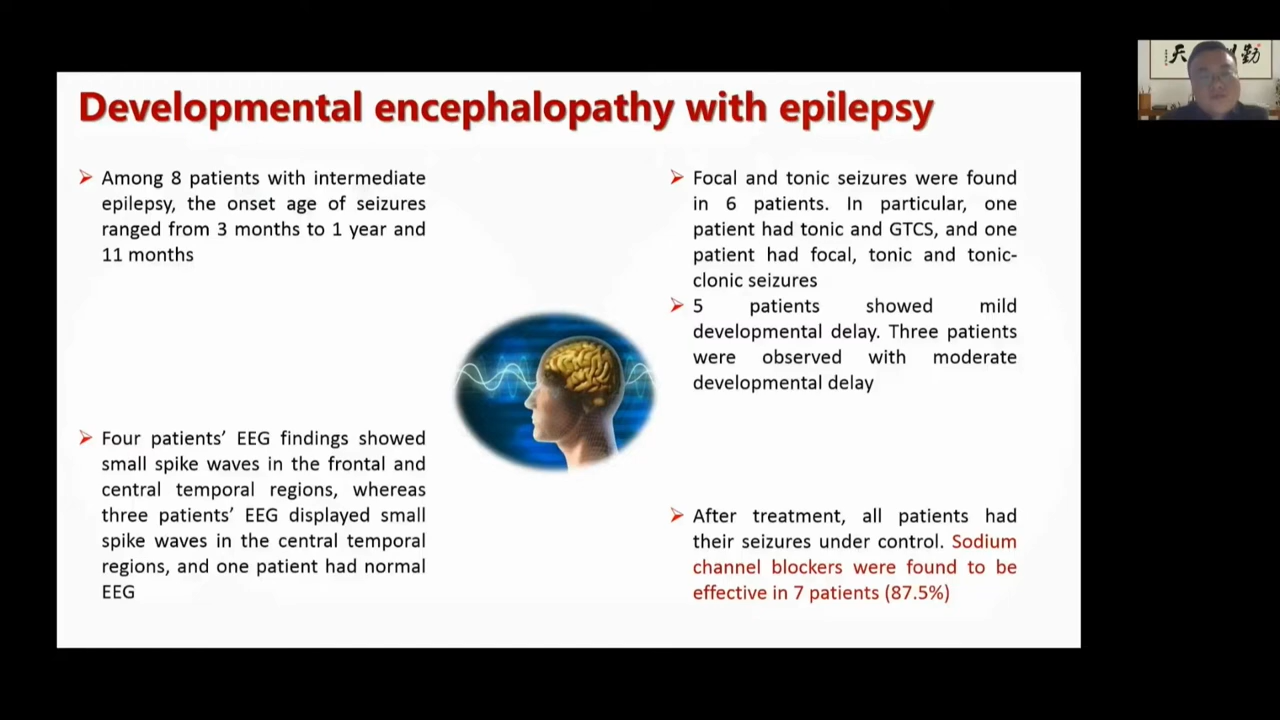 Developmental encephalopathy with epilepsy
Among 8 patients with intermediate
epilepsy, the onset age of seizures
ranged from 3 months to 1 year and
11 months
Four patients’ EEG findings showed
small spike waves in the frontal and
central temporal regions, whereas
three patients’ EEG displayed small
spike waves in the central temporal
regions, and one patient had normal
EEG
Focal and tonic seizures were found
in 6 patients. In particular, one
patient had tonic and GTCS, and one
patient had focal, tonic and tonic-
clonic seizures
5 patients showed mild
developmental delay. Three patients
were observed with moderate
developmental delay
After treatment, all patients had
their seizures under control. Sodium
channel blockers were found to be
effective in 7 patients (87.5%)
天 勤